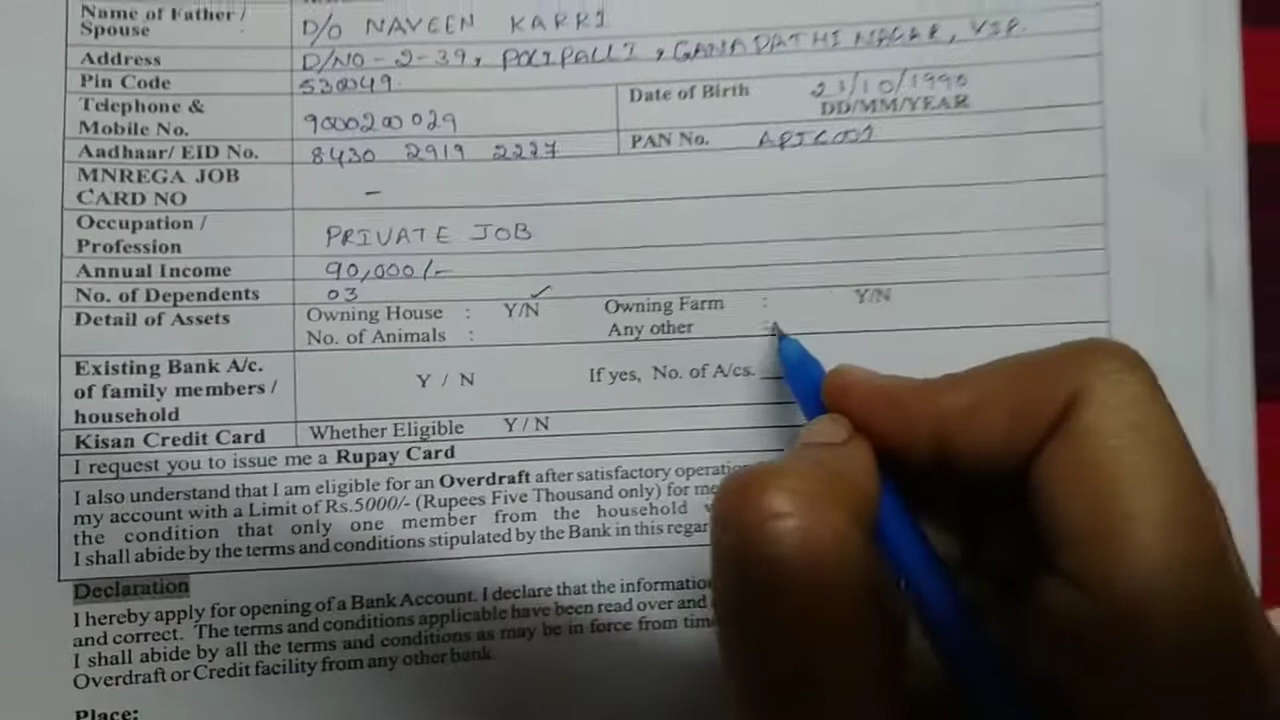 Name of Father / Spouse D/O NAVEEN KARRI
Address D/NO - 2-39, POLIPALLI, GANAPATHI NAGAR, VSP.
Pin Code 530049.
Telephone & Mobile No. 9000200029 Date of Birth 21/10/1990
DD/MM/YEAR
Aadhaar/ EID No. 8430 2919 2227 PAN No.
MNREGA JOB CARD NO -
Occupation / Profession PRIVATE JOB
Annual Income 90,000/-
No. of Dependents 03
Detail of Assets Owning House : Y/N ✓ Owning Farm : Y/N
No. of Animals : Any other
Existing Bank A/c. of family members / household Y / N If yes, No. of A/cs.
Kisan Credit Card Whether Eligible Y / N
I request you to issue me a Rupay Card
I also understand that I am eligible for an Overdraft after satisfactory
my account with a Limit of Rs.5000/- (Rupees Five Thousand only) for
the condition that only one member from the household
I shall abide by the terms and conditions stipulated by the Bank in this
Declaration
I hereby apply for opening of a Bank Account. I declare that the
and correct. The terms and conditions applicable have been read over and
I shall abide by all the terms and conditions as may be in force from
Overdraft or Credit facility from any other bank
Place: